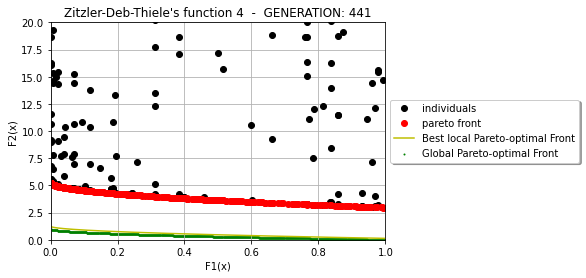 Zitzler-Deb-Thiele's function 4 - GENERATION: 441
20.0
17.5
15.0
12.5
10.0
7.5
5.0
2.5
0.0
F2(x)
0.0 0.2 0.4 0.6 0.8 1.0
F1(x)
individuals
pareto front
Best local Pareto-optimal Front
Global Pareto-optimal Front